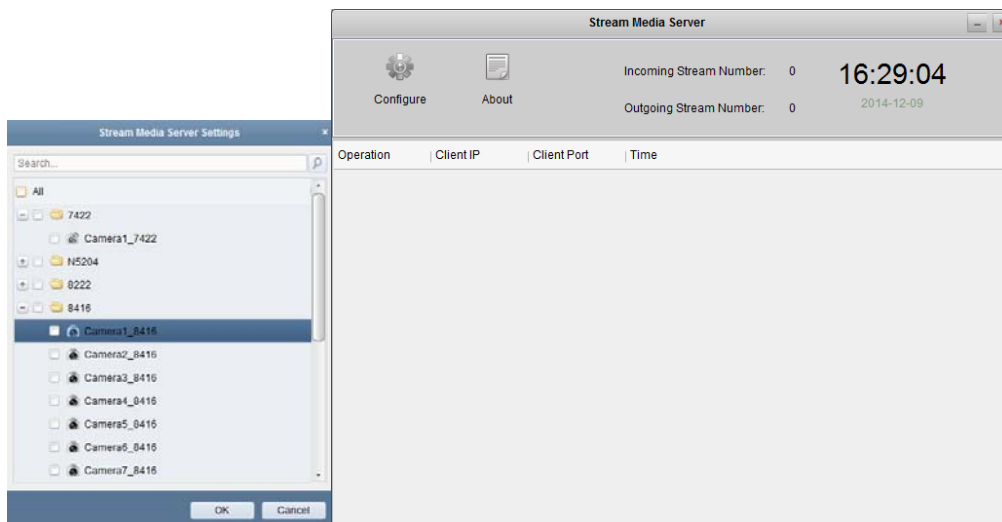 Stream Media Server
Configure
About
Incoming Stream Number: 0
Outgoing Stream Number: 0
16:29:04
2014-12-09
Operation Client IP Client Port Time
Stream Media Server Settings
Search...
All
7422
Camera1_7422
N5204
8222
8416
Camera1_8416
Camera2_8416
Camera3_8416
Camera4_8416
Camera5_8416
Camera6_8416
Camera7_8416
OK Cancel